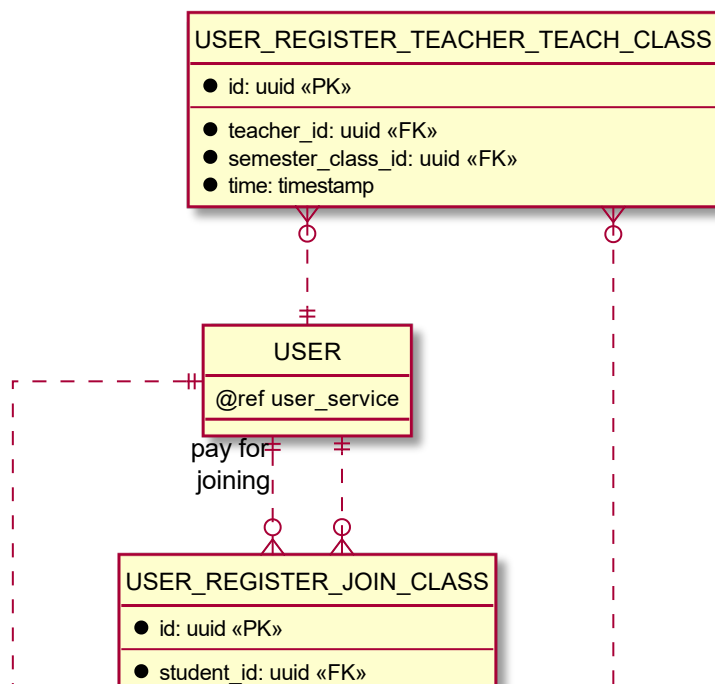 USER_REGISTER_TEACHER_TEACH_CLASS
id: uuid «PK»
teacher_id: uuid «FK»
semester_class_id: uuid «FK»
time: timestamp
USER
@ref user_service
pay for
joining
USER_REGISTER_JOIN_CLASS
id: uuid «PK»
student_id: uuid «FK»